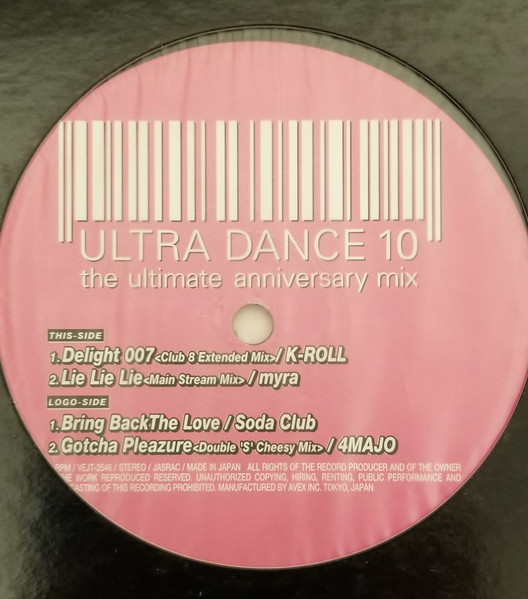 ULTRA DANCE 10
the ultimate anniversary mix
THIS-SIDE
1. Delight 007<Club 8 Extended Mix>/ K-ROLL
2. Lie Lie Lie<Main Stream Mix> / myra
LOGO-SIDE
1. Bring BackThe Love / Soda Club
2. Gotcha Pleazure<Double 'S' Cheesy Mix> / 4MAJO
RPM / VEJT-2546 / STEREO / JASRAC / MADE IN JAPAN ALL RIGHTS OF THE RECORD PRODUCER AND OF THE OWNER
THE WORK REPRODUCED RESERVED. UNAUTHORIZED COPYING, HIRING, RENTING, PUBLIC PERFORMANCE AND
CASTING OF THIS RECORDING PROHIBITED. MANUFACTURED BY AVEX INC. TOKYO, JAPAN